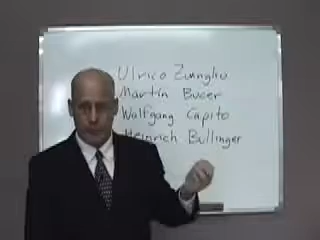 Ulrico Zwinglio
Martin Bucer
Wolfgang Capito
Heinrich Bullinger